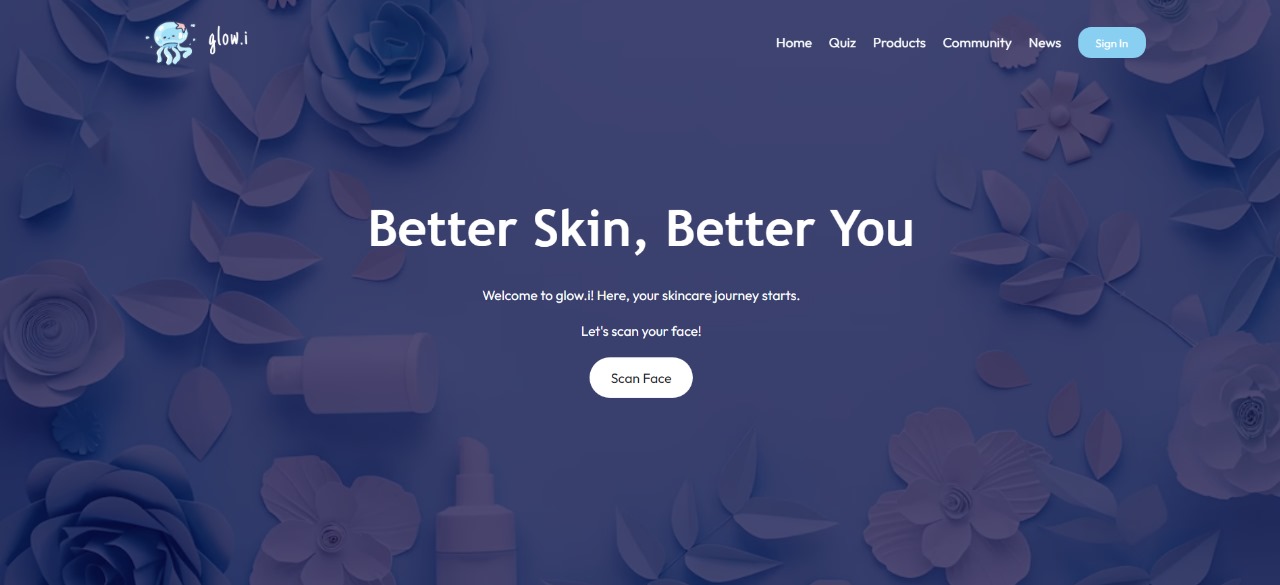 glow.i
Home Quiz Products Community News Sign In
Better Skin, Better You
Welcome to glow.i! Here, your skincare journey starts.
Let's scan your face!
Scan Face